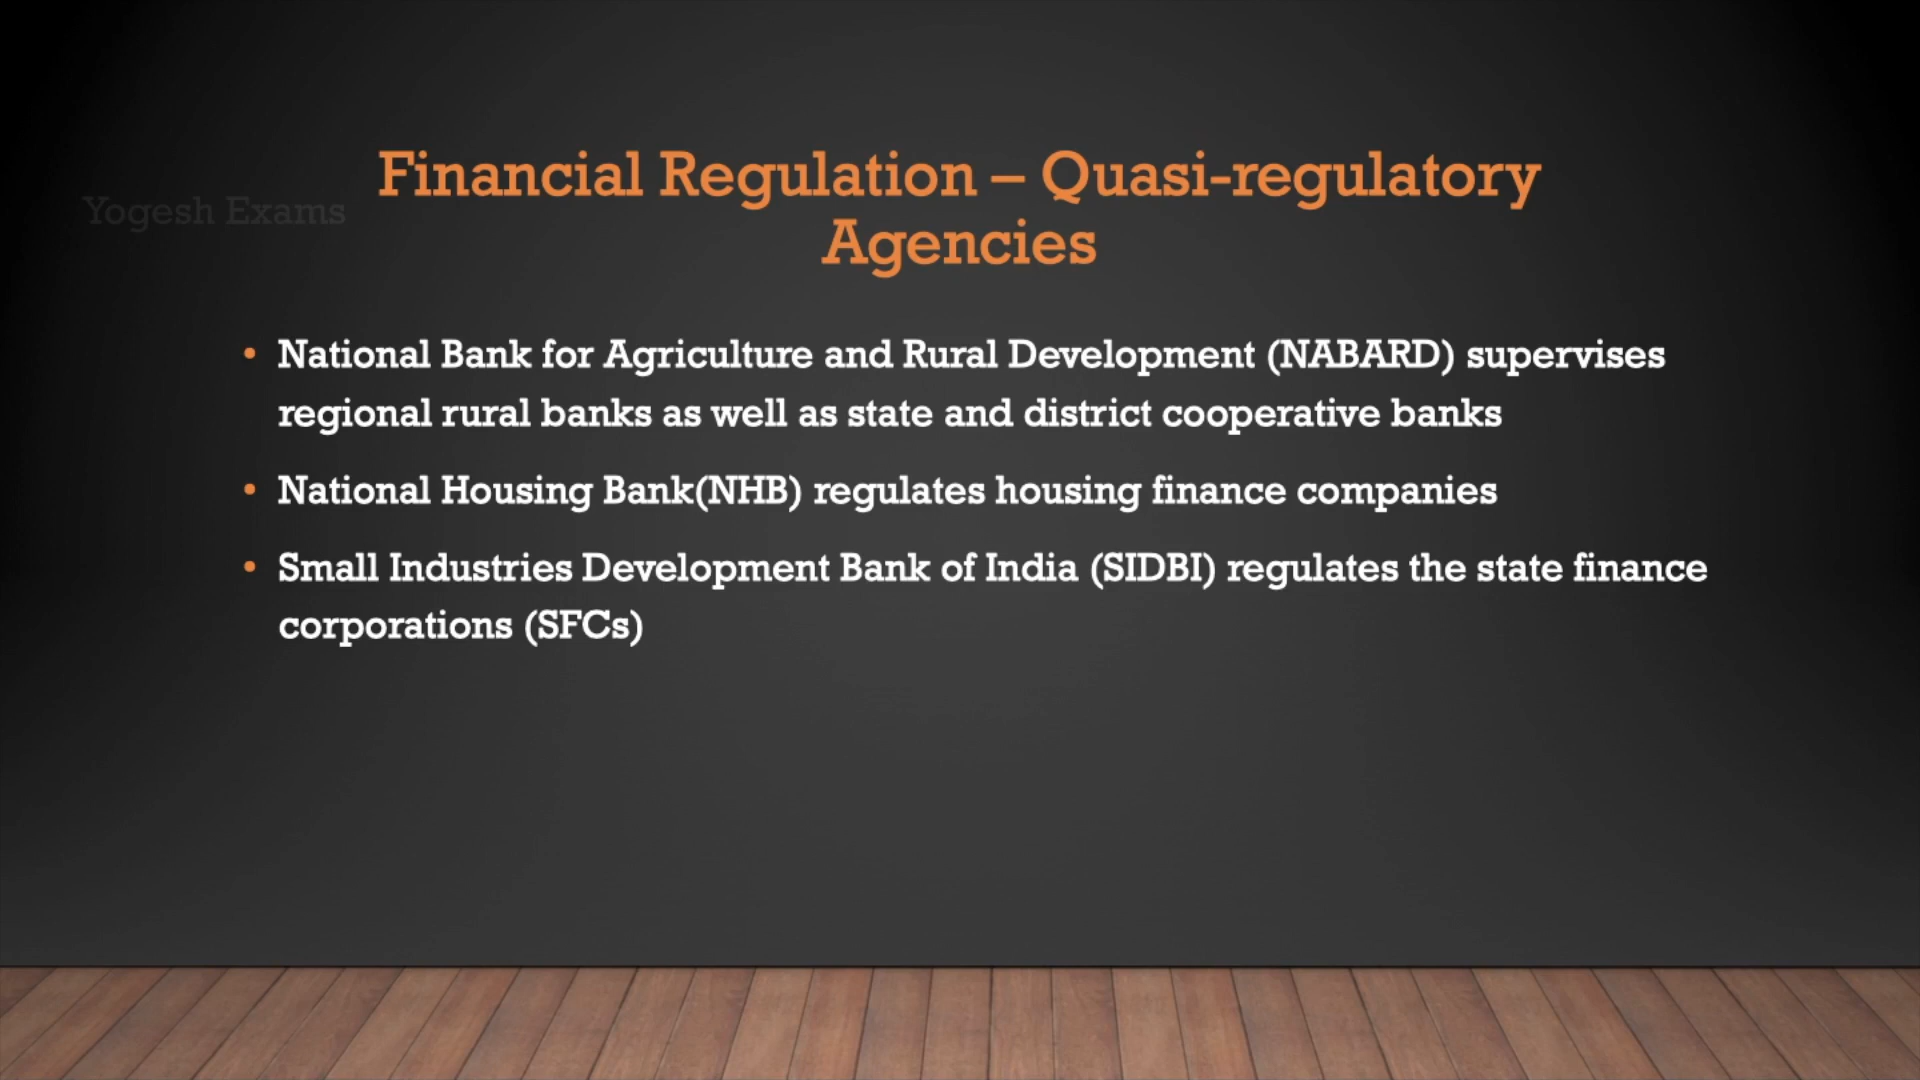 Financial Regulation – Quasi-regulatory
Agencies
Yogesh Exams
• National Bank for Agriculture and Rural Development (NABARD) supervises
regional rural banks as well as state and district cooperative banks
• National Housing Bank(NHB) regulates housing finance companies
• Small Industries Development Bank of India (SIDBI) regulates the state finance
corporations (SFCs)